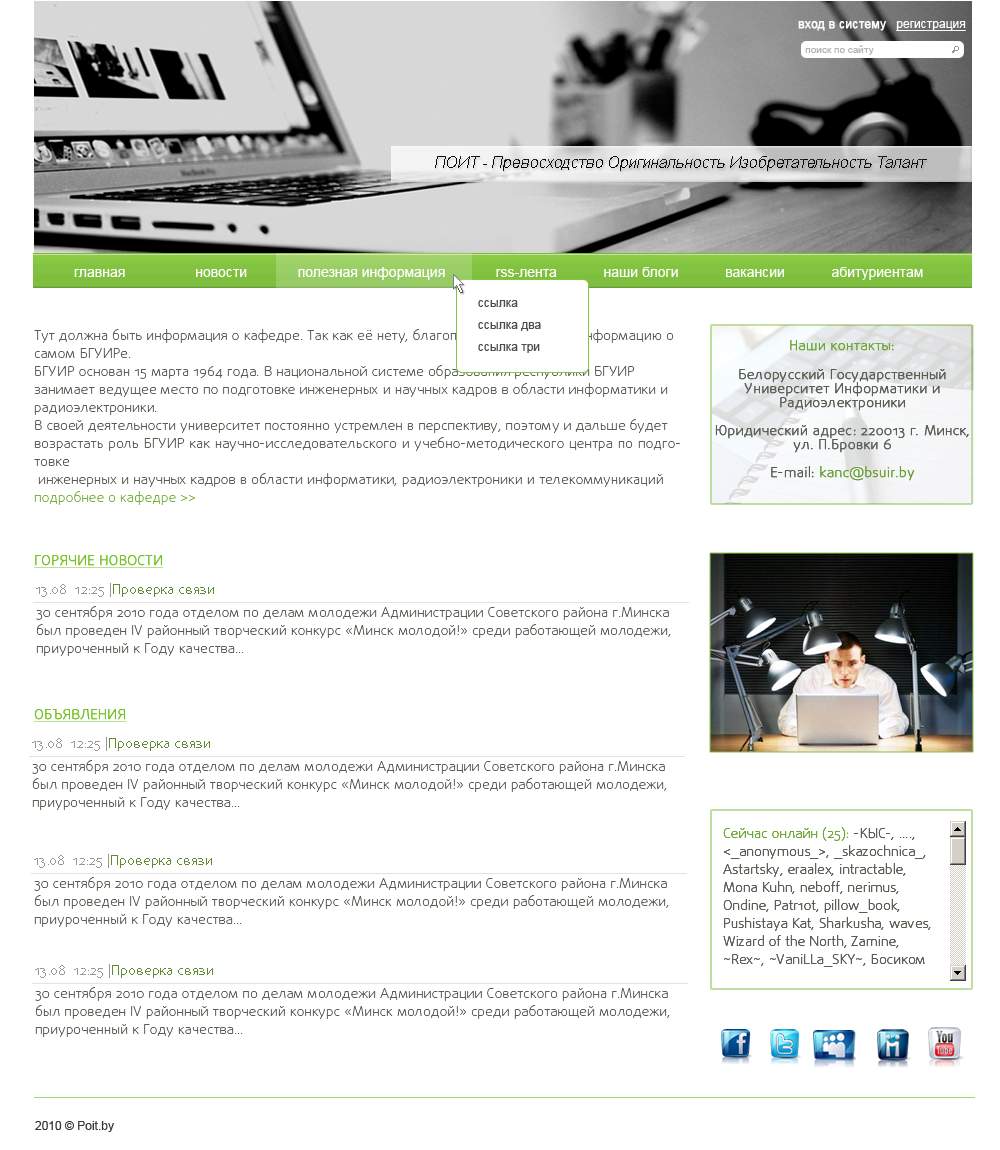 вход в систему регистрация
поиск по сайту
MacBook Pro
ПОИТ - Превосходство Оригинальность Изобретательность Талант
главная новости полезная информация rss-лента наши блоги вакансии абитуриентам
ссылка
ссылка два
ссылка три
Тут должна быть информация о кафедре. Так как её нету, благоп нформацию о
самом БГУИРе.
БГУИР основан 15 марта 1964 года. В национальной системе образования республики БГУИР
занимает ведущее место по подготовке инженерных и научных кадров в области информатики и
радиоэлектроники.
В своей деятельности университет постоянно устремлен в перспективу, поэтому и дальше будет
возрастать роль БГУИР как научно-исследовательского и учебно-методического центра по подго-
товке
инженерных и научных кадров в области информатики, радиоэлектроники и телекоммуникаций
подробнее о кафедре >>
Наши контакты:
Белорусский Государственный
Университет Информатики и
Радиоэлектроники
Юридический адрес: 220013 г. Минск,
ул. П.Бровки 6
E-mail: kanc@bsuir.by
ГОРЯЧИЕ НОВОСТИ
13.08 12:25 |Проверка связи
30 сентября 2010 года отделом по делам молодежи Администрации Советского района г.Минска
был проведен IV районный творческий конкурс «Минск молодой!» среди работающей молодежи,
приуроченный к Году качества...
ОБЪЯВЛЕНИЯ
13.08 12:25 |Проверка связи
30 сентября 2010 года отделом по делам молодежи Администрации Советского района г.Минска
был проведен IV районный творческий конкурс «Минск молодой!» среди работающей молодежи,
приуроченный к Году качества...
13.08 12:25 |Проверка связи
30 сентября 2010 года отделом по делам молодежи Администрации Советского района г.Минска
был проведен IV районный творческий конкурс «Минск молодой!» среди работающей молодежи,
приуроченный к Году качества...
13.08 12:25 |Проверка связи
30 сентября 2010 года отделом по делам молодежи Администрации Советского района г.Минска
был проведен IV районный творческий конкурс «Минск молодой!» среди работающей молодежи,
приуроченный к Году качества...
Сейчас онлайн (25): -КЫС-, ....,
<_anonymous_>, _skazochnica_,
Astartsky, eraalex, intractable,
Mona Kuhn, neboff, nerimus,
Ondine, Patr1ot, pillow_book,
Pushistaya Kat, Sharkusha, waves,
Wizard of the North, Zamine,
~Rex~, ~VaniLLa_SKY~, Босиком
You
Tube
2010 © Poit.by